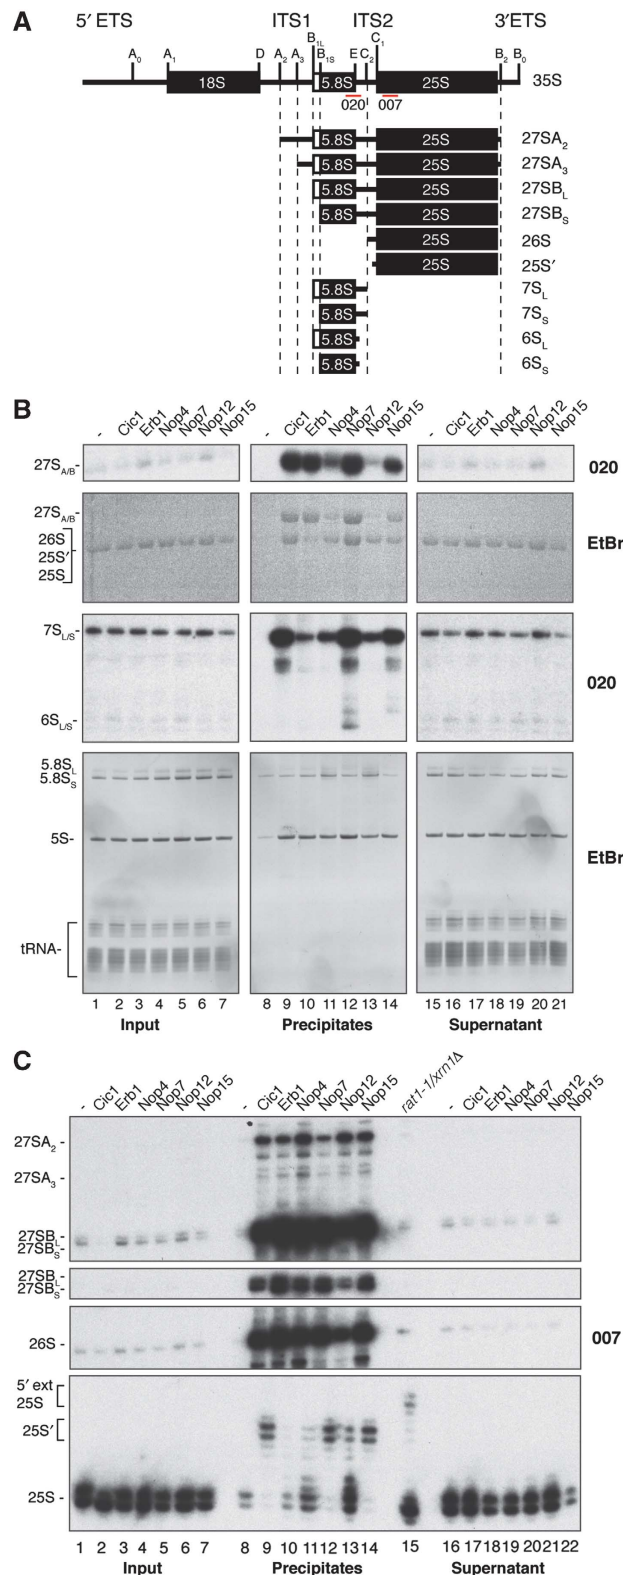 A
5′ ETS ITS1 ITS2 3′ETS
A0 A1 D A2 A3 B1L B1S E C2 C1 B2 B0
18S 5.8S 25S 35S
020 007
5.8S 25S 27SA2
5.8S 25S 27SA3
5.8S 25S 27SBL
5.8S 25S 27SBS
25S 26S
25S 25S′
5.8S 7SL
5.8S 7SS
5.8S 6SL
5.8S 6SS
B
- Cic1 Erb1 Nop4 Nop7 Nop12 Nop15 - Cic1 Erb1 Nop4 Nop7 Nop12 Nop15 - Cic1 Erb1 Nop4 Nop7 Nop12 Nop15
27SA/B- 020
27SA/B-
26S
25S′
25S
EtBr
7SL/S-
020
6SL/S-
5.8SL
5.8SS
5S-
EtBr
tRNA-
1 2 3 4 5 6 7 8 9 10 11 12 13 14 15 16 17 18 19 20 21
Input Precipitates Supernatant
C
- Cic1 Erb1 Nop4 Nop7 Nop12 Nop15 - Cic1 Erb1 Nop4 Nop7 Nop12 Nop15 rat1-1/xrn1Δ - Cic1 Erb1 Nop4 Nop7 Nop12 Nop15
27SA2 -
27SA3 -
27SBL -
27SBS -
27SBL -
27SBS -
26S - 007
5′ ext
25S
25S′
25S -
1 2 3 4 5 6 7 8 9 10 11 12 13 14 15 16 17 18 19 20 21 22
Input Precipitates Supernatant